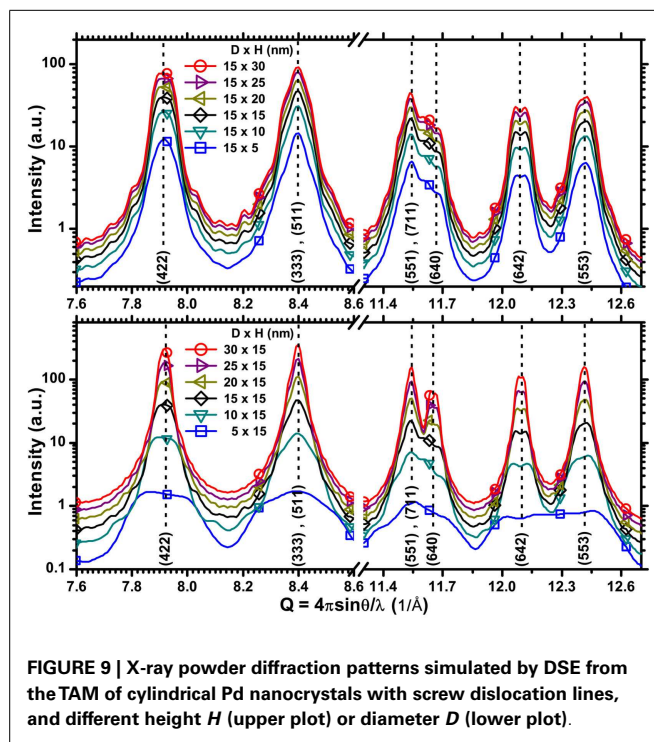 D x H (nm)
15 x 30
15 x 25
15 x 20
15 x 15
15 x 10
15 x 5
Intensity (a.u.)
100
10
1
(422)
(333) , (511)
(551) , (711)
(640)
(642)
(553)
7.6 7.8 8.0 8.2 8.4 8.6 11.4 11.7 12.0 12.3 12.6
D x H (nm)
30 x 15
25 x 15
20 x 15
15 x 15
10 x 15
5 x 15
Intensity (a.u.)
100
10
1
0.1
(422)
(333) , (511)
(551) , (711)
(640)
(642)
(553)
7.6 7.8 8.0 8.2 8.4 8.6 11.4 11.7 12.0 12.3 12.6
Q = 4πsinθ/λ (1/Å)
FIGURE 9 | X-ray powder diffraction patterns simulated by DSE from
the TAM of cylindrical Pd nanocrystals with screw dislocation lines,
and different height H (upper plot) or diameter D (lower plot).